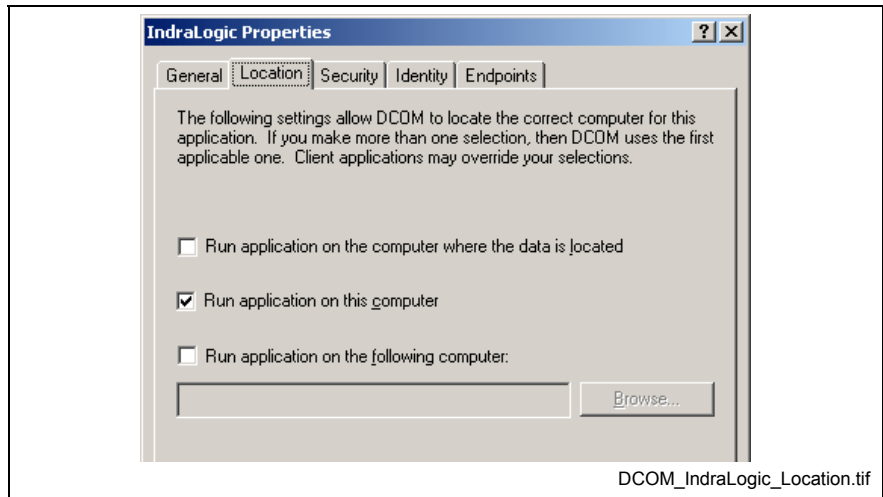 IndraLogic Properties
General Location Security Identity Endpoints
The following settings allow DCOM to locate the correct computer for this
application. If you make more than one selection, then DCOM uses the first
applicable one. Client applications may override your selections.
Run application on the computer where the data is located
Run application on this computer
Run application on the following computer:
Browse...
DCOM_IndraLogic_Location.tif